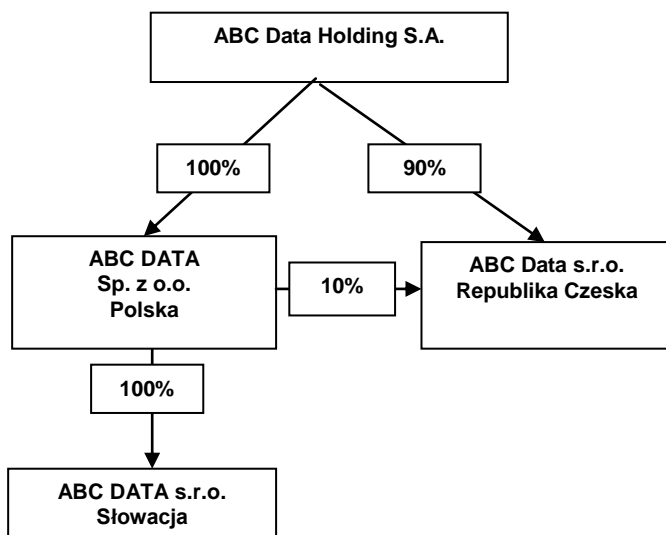 ABC Data Holding S.A.
100%
90%
ABC DATA
Sp. z o.o.
Polska
10%
ABC Data s.r.o.
Republika Czeska
100%
ABC DATA s.r.o.
Słowacja